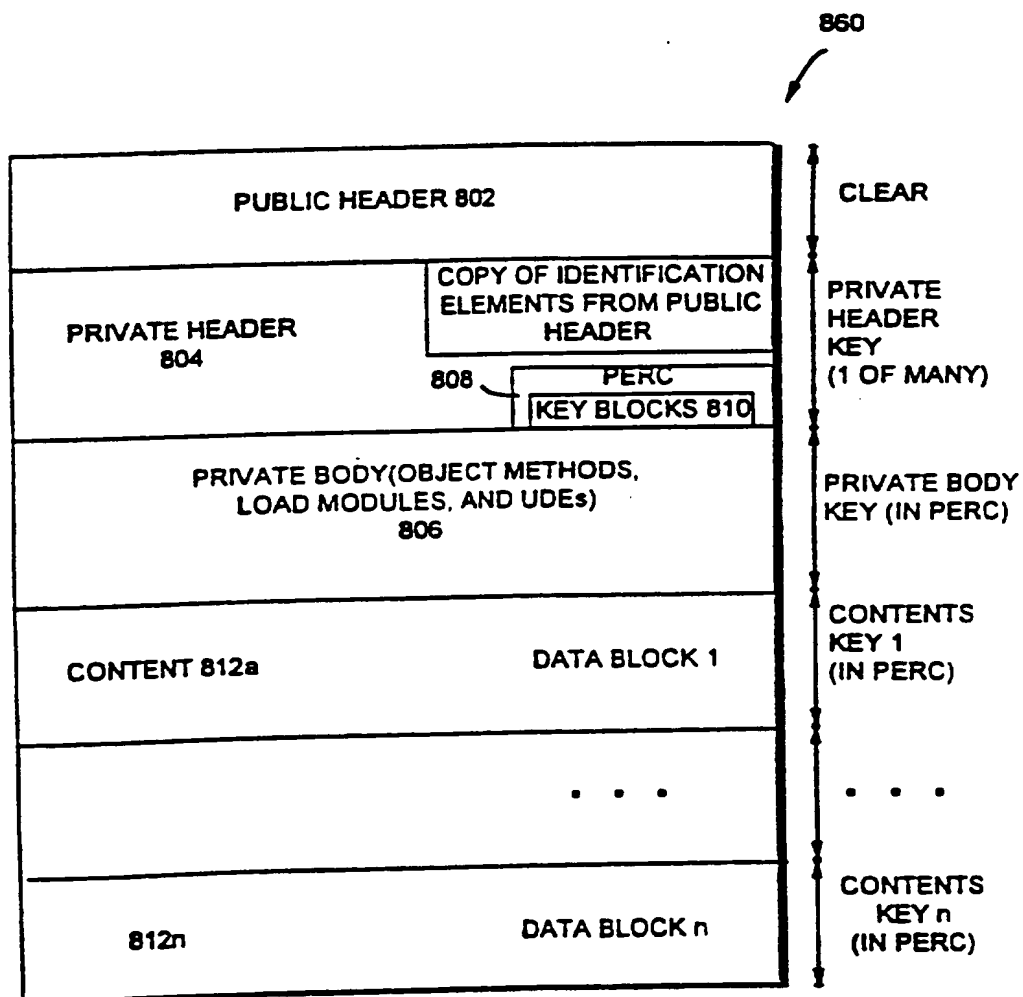 860
PUBLIC HEADER 802
CLEAR
COPY OF IDENTIFICATION
ELEMENTS FROM PUBLIC
HEADER
PRIVATE HEADER
804
PRIVATE
HEADER
KEY
(1 OF MANY)
808
PERC
KEY BLOCKS 810
PRIVATE BODY(OBJECT METHODS,
LOAD MODULES, AND UDEs)
806
PRIVATE BODY
KEY (IN PERC)
CONTENT 812a
DATA BLOCK 1
CONTENTS
KEY 1
(IN PERC)
. . .
. . .
812n
DATA BLOCK n
CONTENTS
KEY n
(IN PERC)